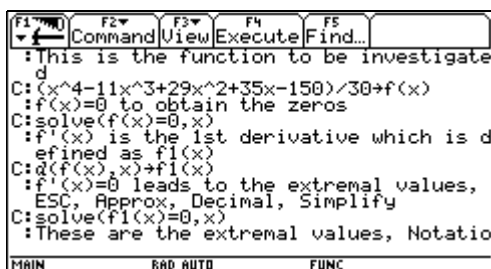 F1 F2 F3 F4 F5
Command View Execute Find...
:This is the function to be investigate
d
C:(x^4-11x^3+29x^2+35x-150)/30→f(x)
:f(x)=0 to obtain the zeros
C:solve(f(x)=0,x)
:f'(x) is the 1st derivative which is d
efined as f1(x)
C:d(f(x),x)→f1(x)
:f'(x)=0 leads to the extremal values,
ESC, Approx, Decimal, Simplify
C:solve(f1(x)=0,x)
:These are the extremal values, Notatio
MAIN RAD AUTO FUNC